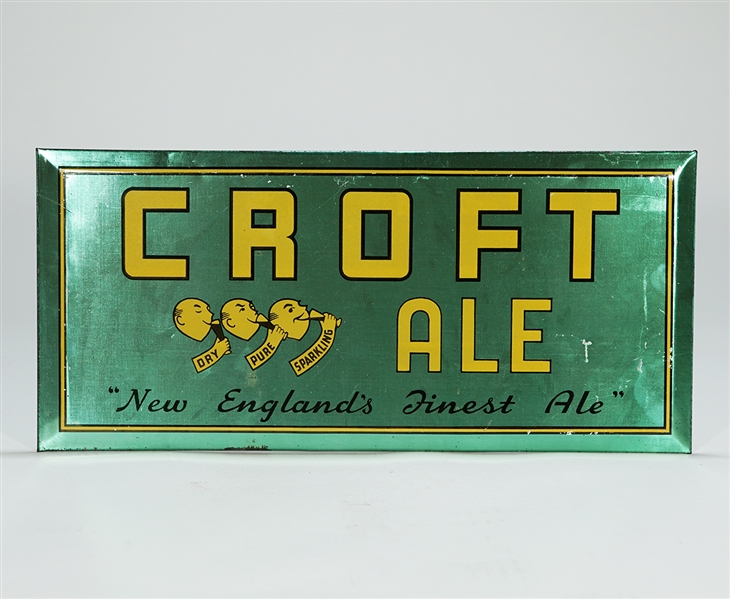 CROFT
DRY PURE SPARKLING
ALE
"New England's Finest Ale"